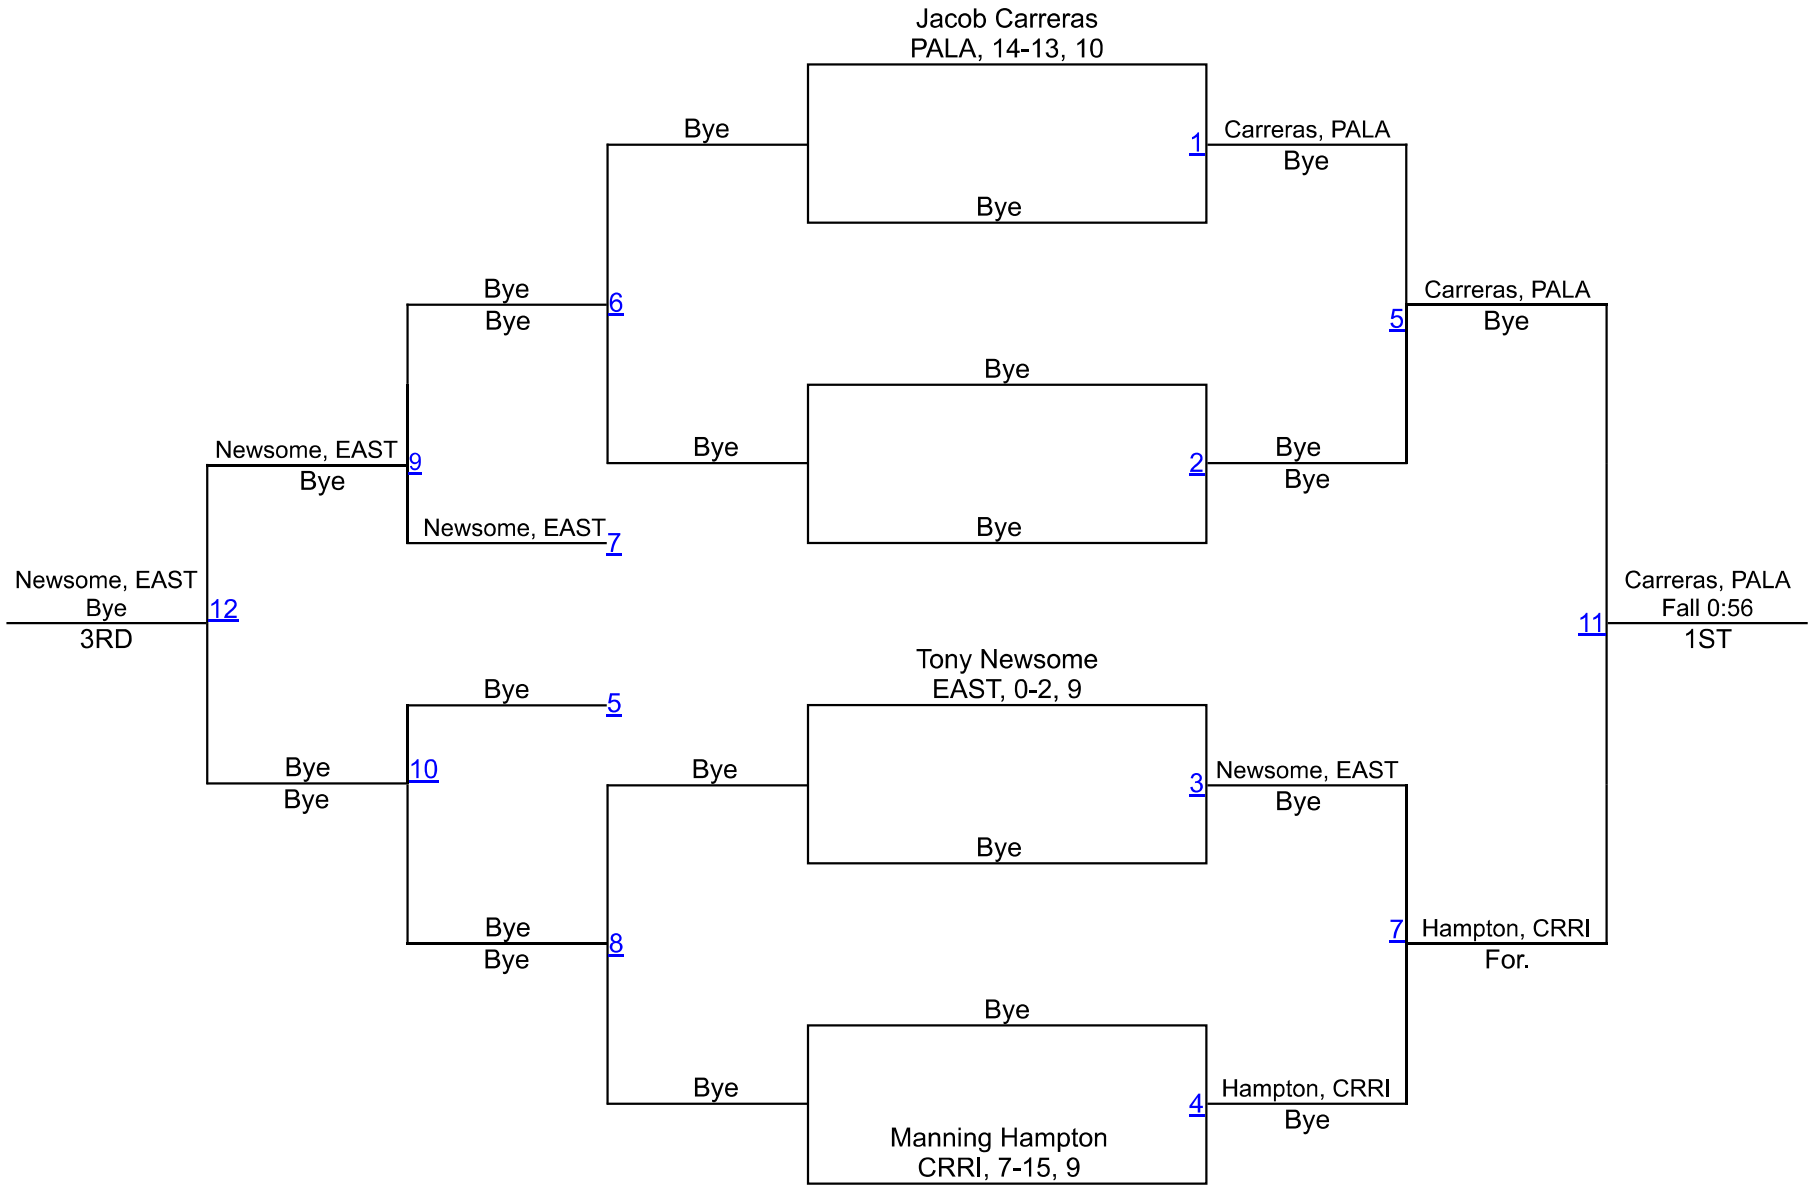 Jacob Carreras
PALA, 14-13, 10
Bye
1
Carreras, PALA
Bye
Bye
Bye
6
Bye
Carreras, PALA
5
Bye
Bye
Newsome, EAST
9
Bye
Bye
2
Bye
Bye
Newsome, EAST
7
Bye
Newsome, EAST
Bye
12
3RD
Carreras, PALA
Fall 0:56
11
1ST
Tony Newsome
EAST, 0-2, 9
Bye
5
Bye
10
Bye
Bye
3
Newsome, EAST
Bye
Bye
Bye
8
Bye
7
Hampton, CRRI
For.
Bye
Bye
4
Hampton, CRRI
Bye
Manning Hampton
CRRI, 7-15, 9